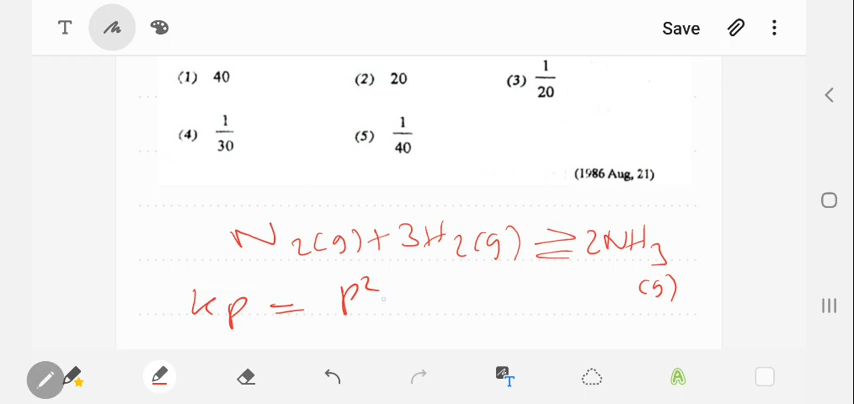 T Save
(1) 40 (2) 20 (3) 1/20
(4) 1/30 (5) 1/40
(1986 Aug, 21)
N2(g) + 3H2(g) ⇌ 2NH3
(g)
kp = p²
T
A